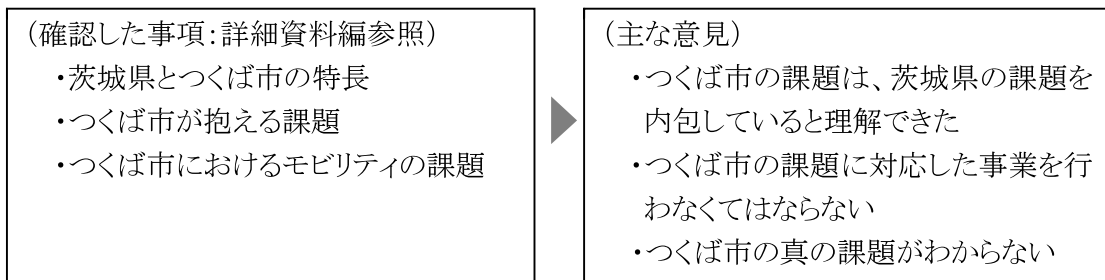 （確認した事項：詳細資料編参照）
・茨城県とつくば市の特長
・つくば市が抱える課題
・つくば市におけるモビリティの課題
（主な意見）
・つくば市の課題は、茨城県の課題を
内包していると理解できた
・つくば市の課題に対応した事業を行
わなくてはならない
・つくば市の真の課題がわからない